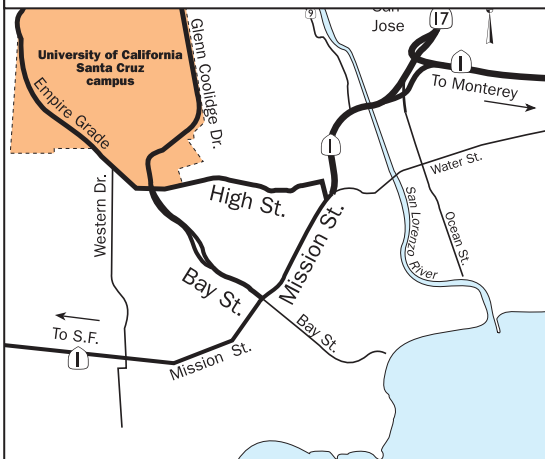 San
Jose
17
9
1
To Monterey
University of California
Santa Cruz
campus
Glenn Coolidge Dr.
Empire Grade
1
Water St.
Western Dr.
High St.
Mission St.
San Lorenzo River
Ocean St.
Bay St.
To S.F.
1
Mission St.
Bay St.